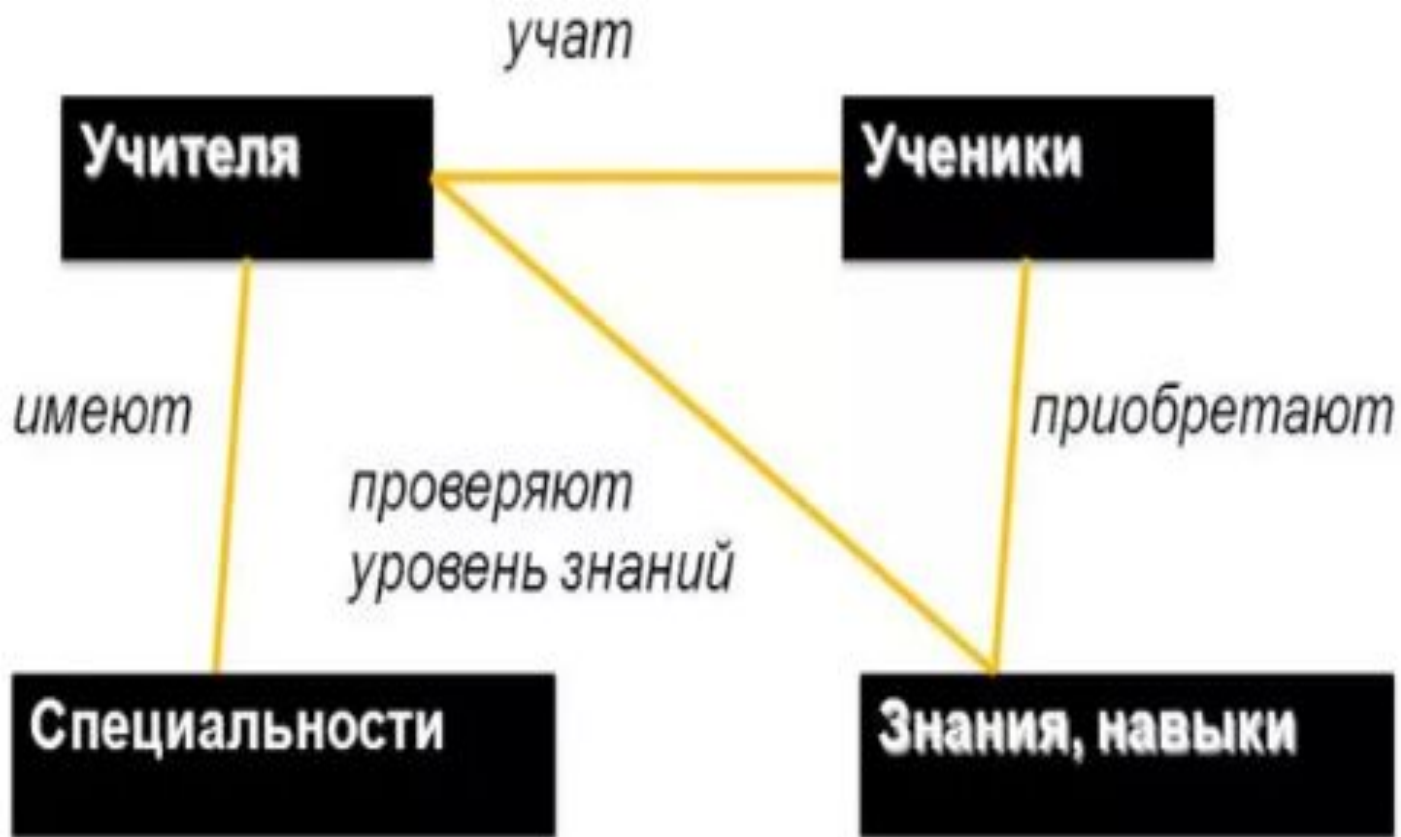 учат
Учителя
Ученики
имеют
приобретают
проверяют
уровень знаний
Специальности
Знания, навыки